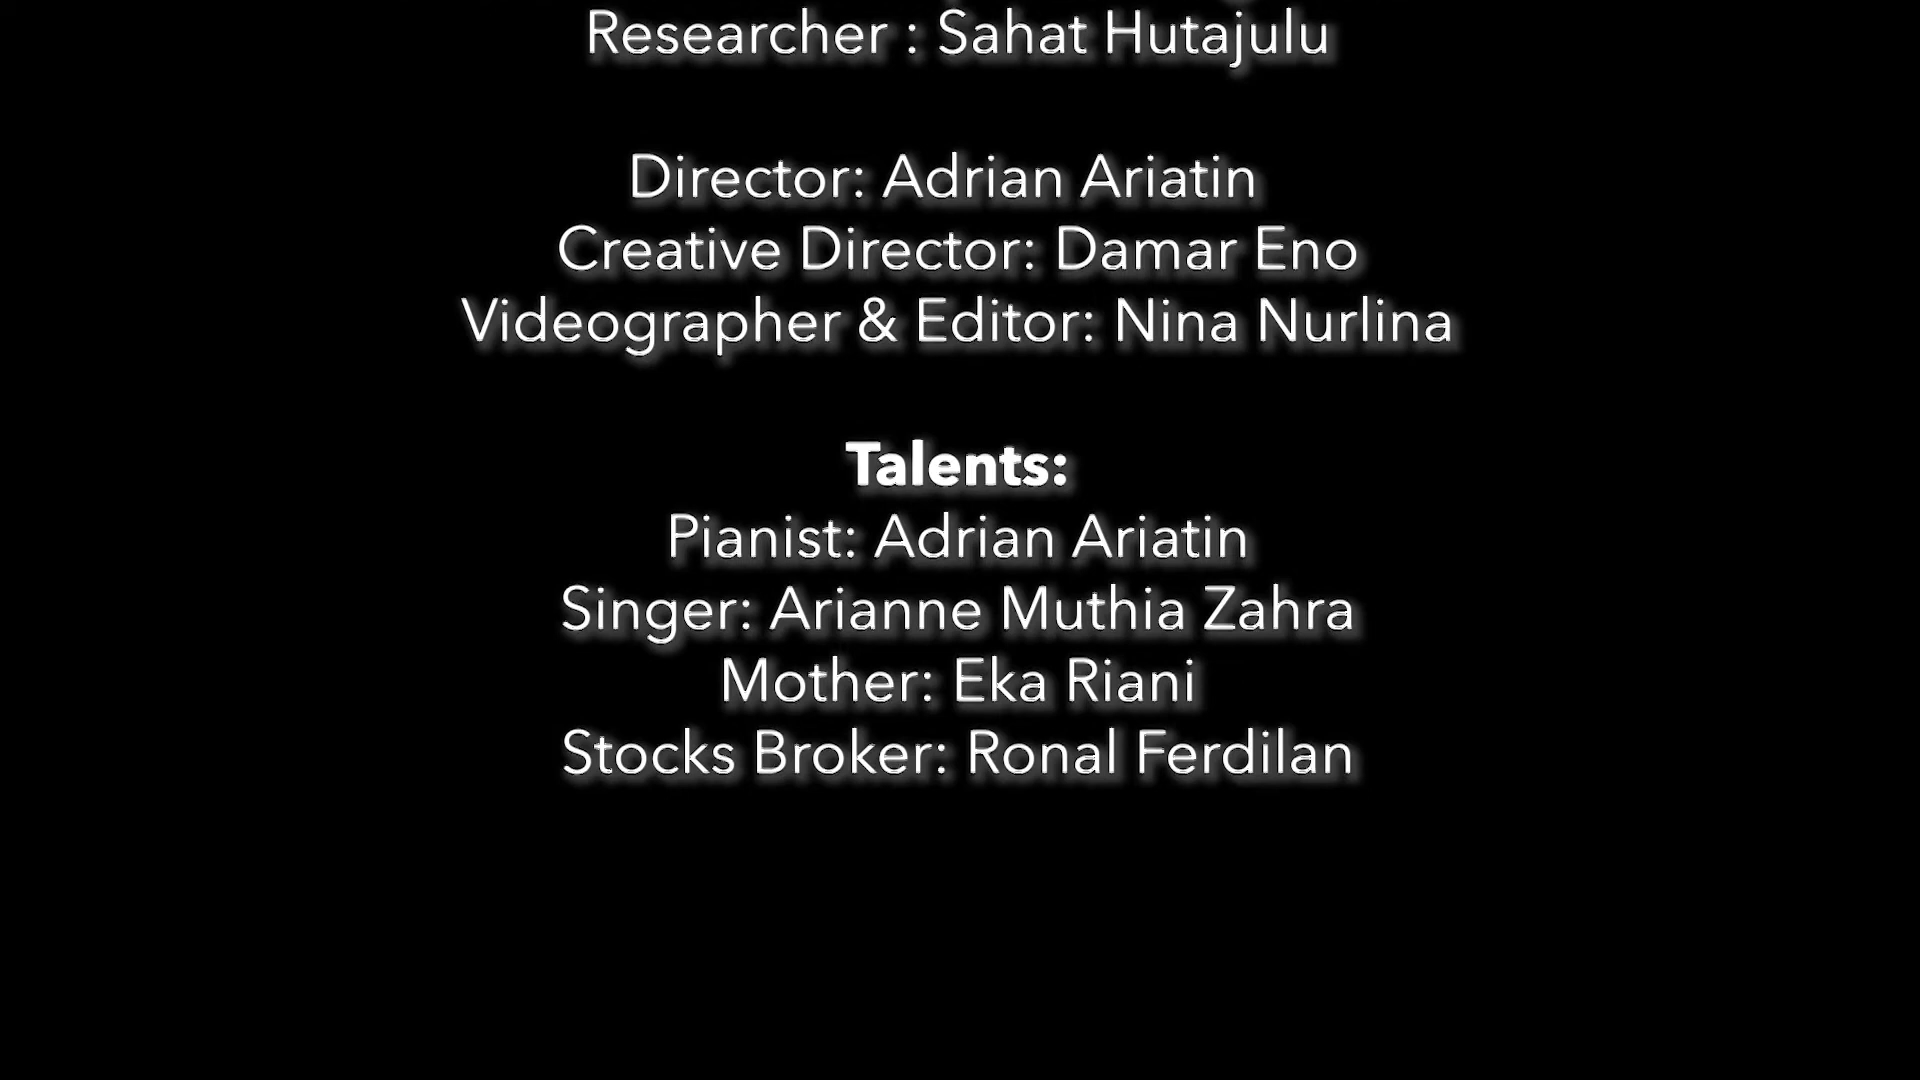 Researcher : Sahat Hutajulu
Director: Adrian Ariatin
Creative Director: Damar Eno
Videographer & Editor: Nina Nurlina
Talents:
Pianist: Adrian Ariatin
Singer: Arianne Muthia Zahra
Mother: Eka Riani
Stocks Broker: Ronal Ferdilan